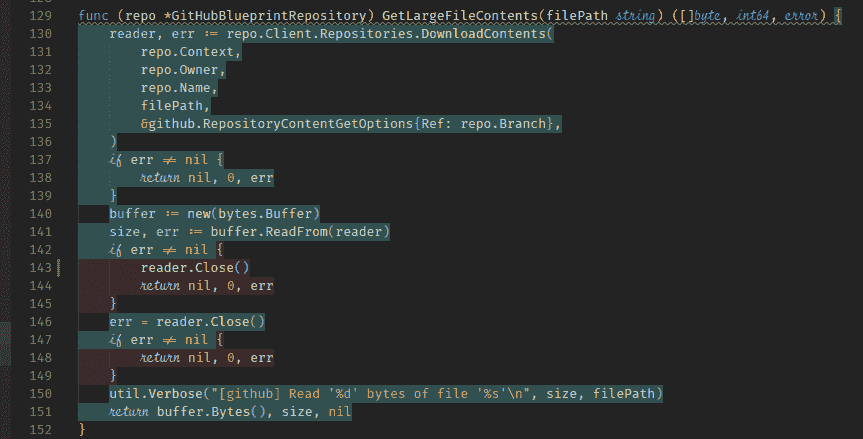 129 func (repo *GitHubBlueprintRepository) GetLargeFileContents(filePath string) ([]byte, int64, error) {
130     reader, err := repo.Client.Repositories.DownloadContents(
131         repo.Context,
132         repo.Owner,
133         repo.Name,
134         filePath,
135         &github.RepositoryContentGetOptions{Ref: repo.Branch},
136     )
137     if err ≠ nil {
138         return nil, 0, err
139     }
140     buffer := new(bytes.Buffer)
141     size, err := buffer.ReadFrom(reader)
142     if err ≠ nil {
143         reader.Close()
144         return nil, 0, err
145     }
146     err = reader.Close()
147     if err ≠ nil {
148         return nil, 0, err
149     }
150     util.Verbose("[github] Read '%d' bytes of file '%s'\n", size, filePath)
151     return buffer.Bytes(), size, nil
152 }